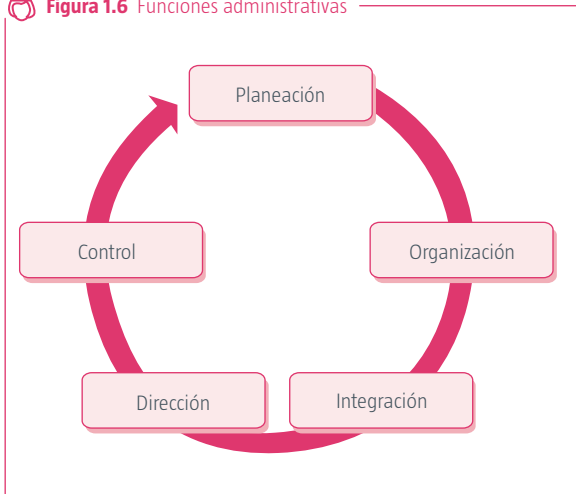 Figura 1.6 Funciones administrativas
Planeación
Organización
Integración
Dirección
Control